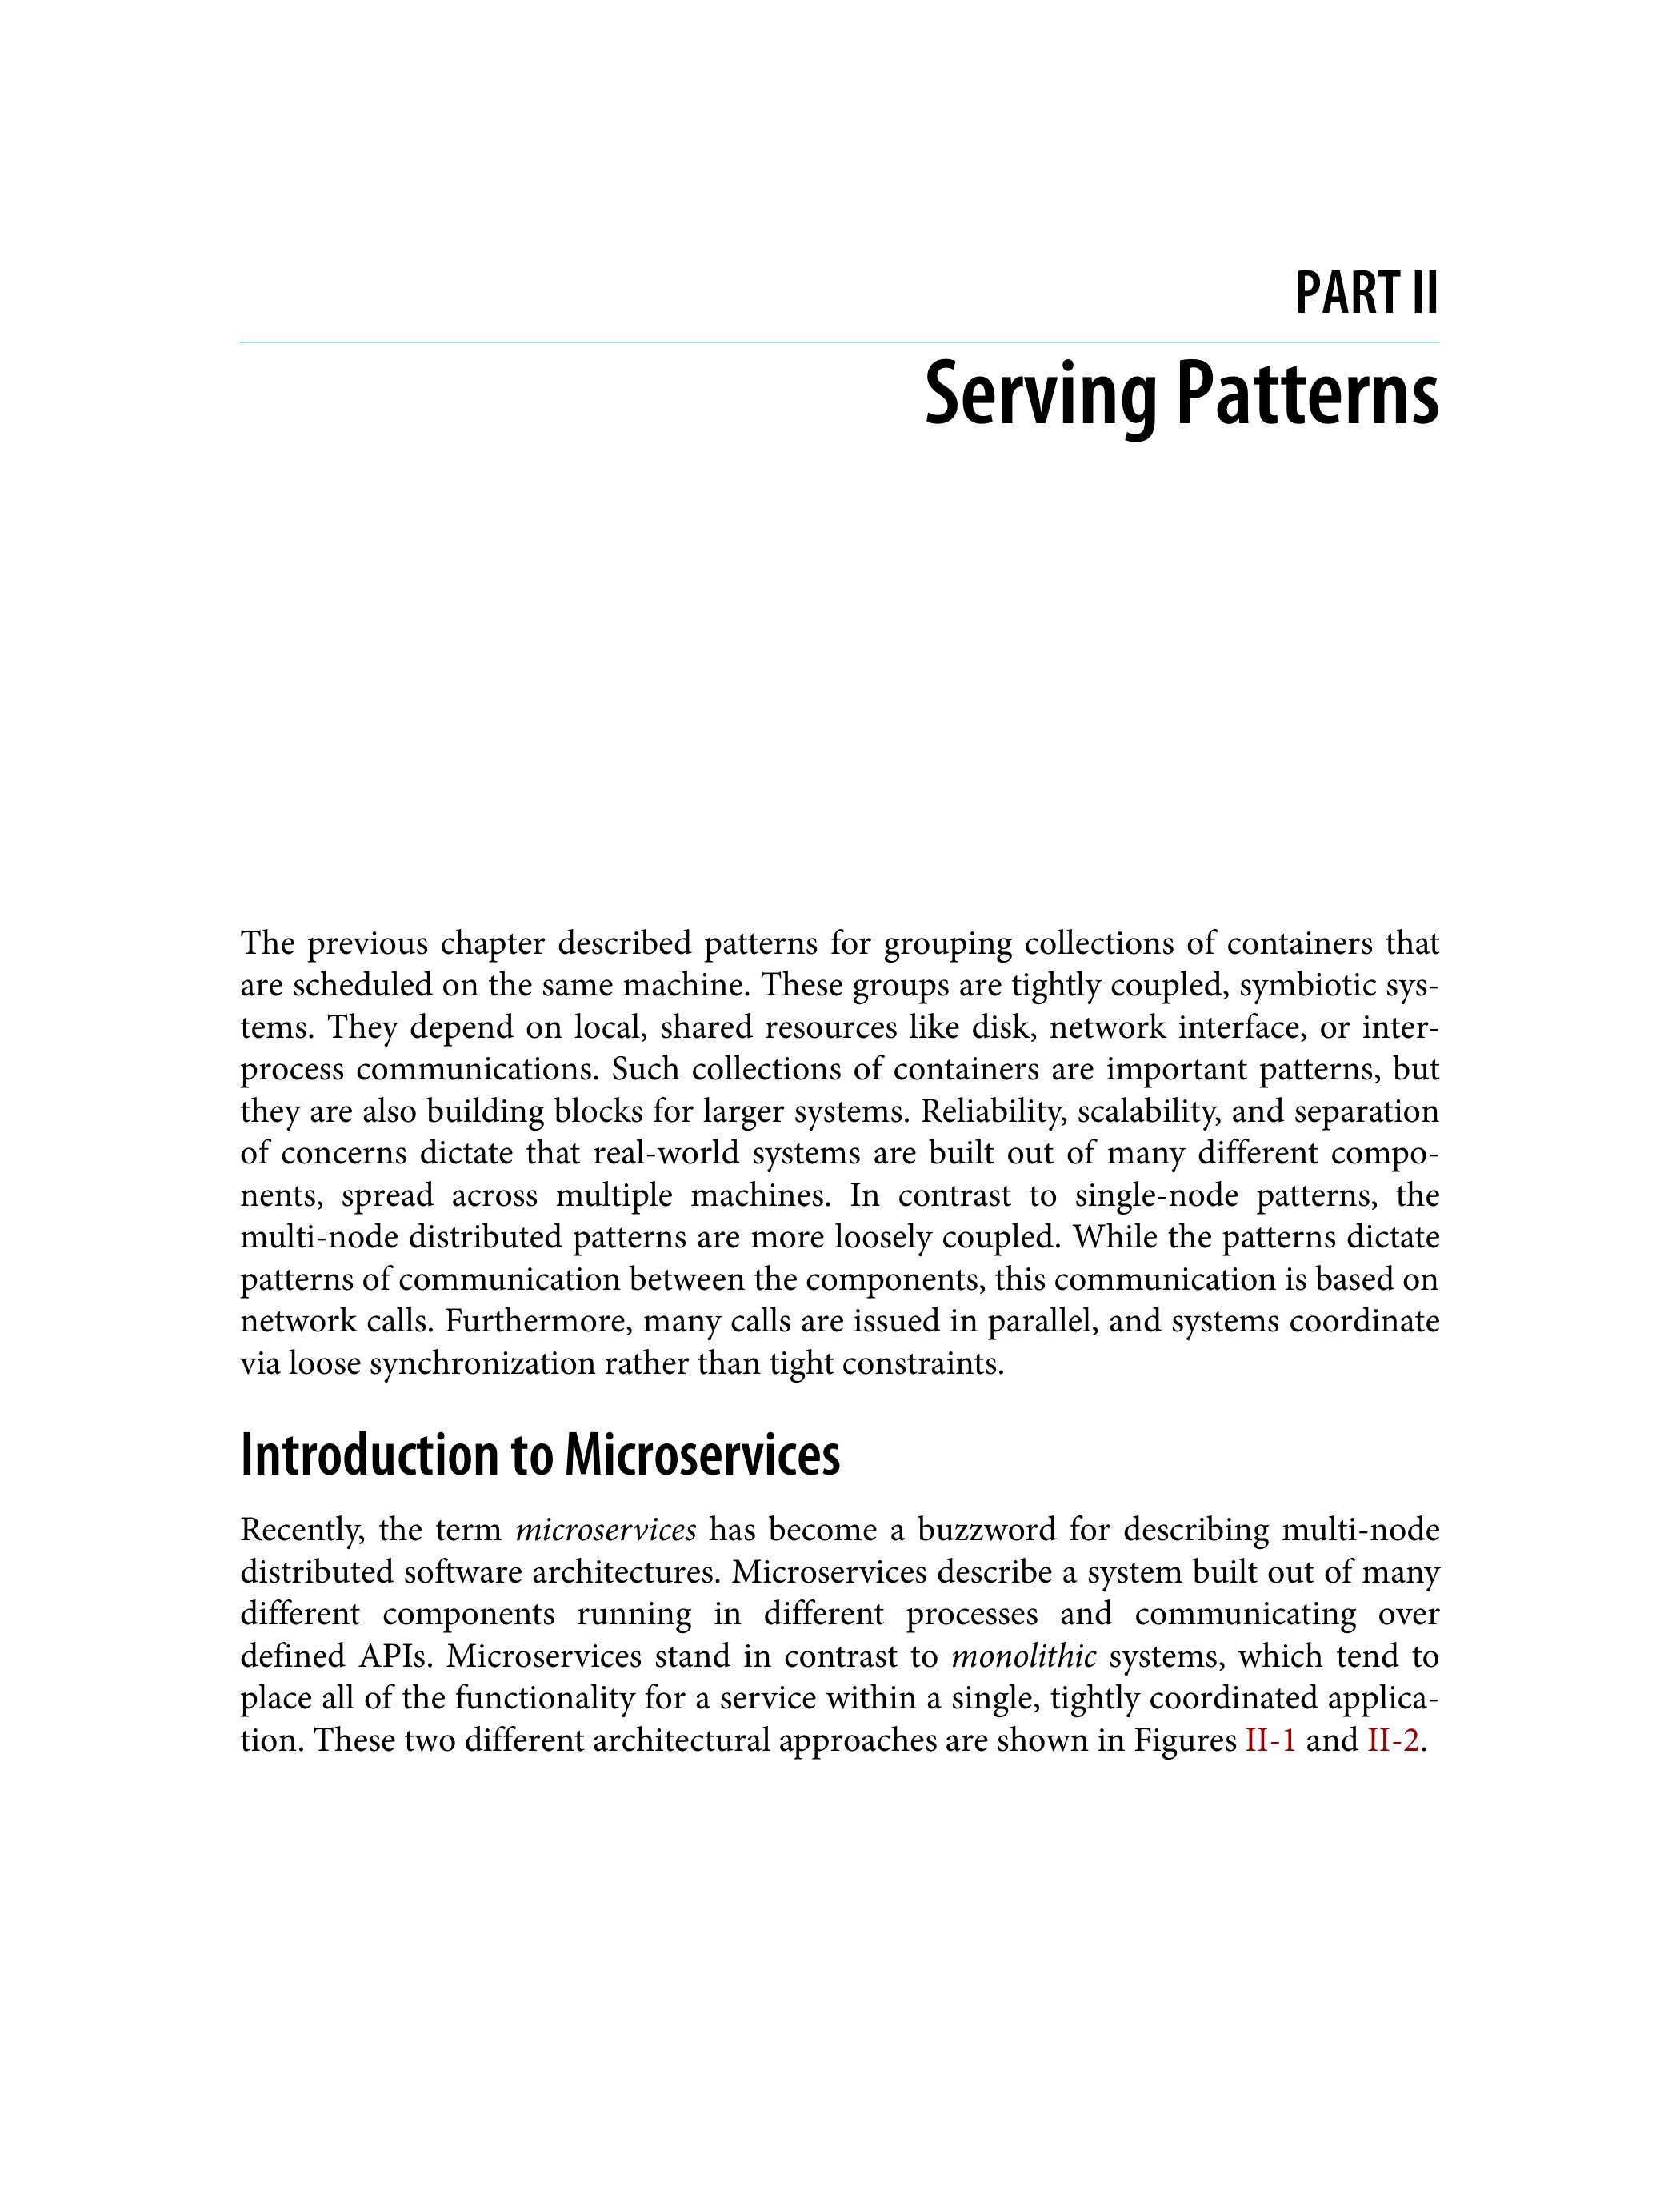 PART II
Serving Patterns
The previous chapter described patterns for grouping collections of containers that
are scheduled on the same machine. These groups are tightly coupled, symbiotic sys-
tems. They depend on local, shared resources like disk, network interface, or inter-
process communications. Such collections of containers are important patterns, but
they are also building blocks for larger systems. Reliability, scalability, and separation
of concerns dictate that real-world systems are built out of many different compo-
nents, spread across multiple machines. In contrast to single-node patterns, the
multi-node distributed patterns are more loosely coupled. While the patterns dictate
patterns of communication between the components, this communication is based on
network calls. Furthermore, many calls are issued in parallel, and systems coordinate
via loose synchronization rather than tight constraints.
Introduction to Microservices
Recently, the term microservices has become a buzzword for describing multi-node
distributed software architectures. Microservices describe a system built out of many
different components running in different processes and communicating over
defined APIs. Microservices stand in contrast to monolithic systems, which tend to
place all of the functionality for a service within a single, tightly coordinated applica-
tion. These two different architectural approaches are shown in Figures II-1 and II-2.